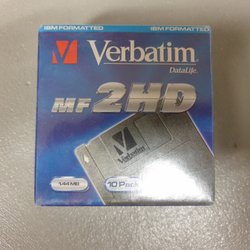 IBM FORMATTED IBM FORMATTED
Verbatim
DataLife
MF 2HD
Verbatim
1.44 MB
10 Pack